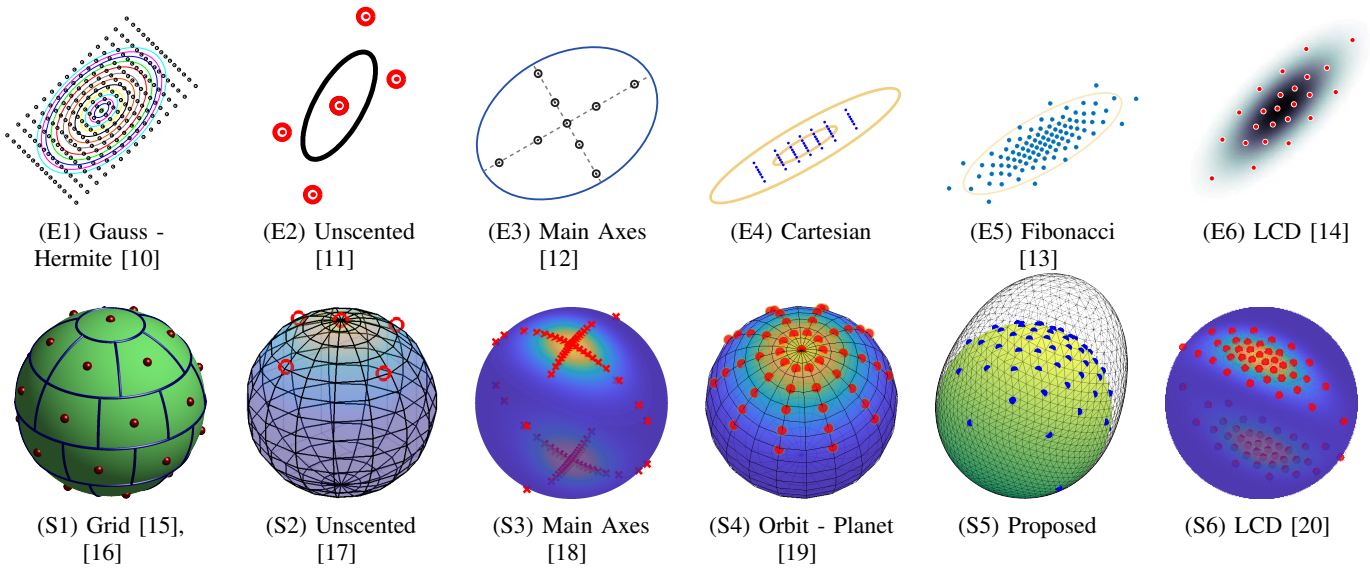 (E1) Gauss -
Hermite [10]
(E2) Unscented
[11]
(E3) Main Axes
[12]
(E4) Cartesian
(E5) Fibonacci
[13]
(E6) LCD [14]
(S1) Grid [15],
[16]
(S2) Unscented
[17]
(S3) Main Axes
[18]
(S4) Orbit - Planet
[19]
(S5) Proposed
(S6) LCD [20]